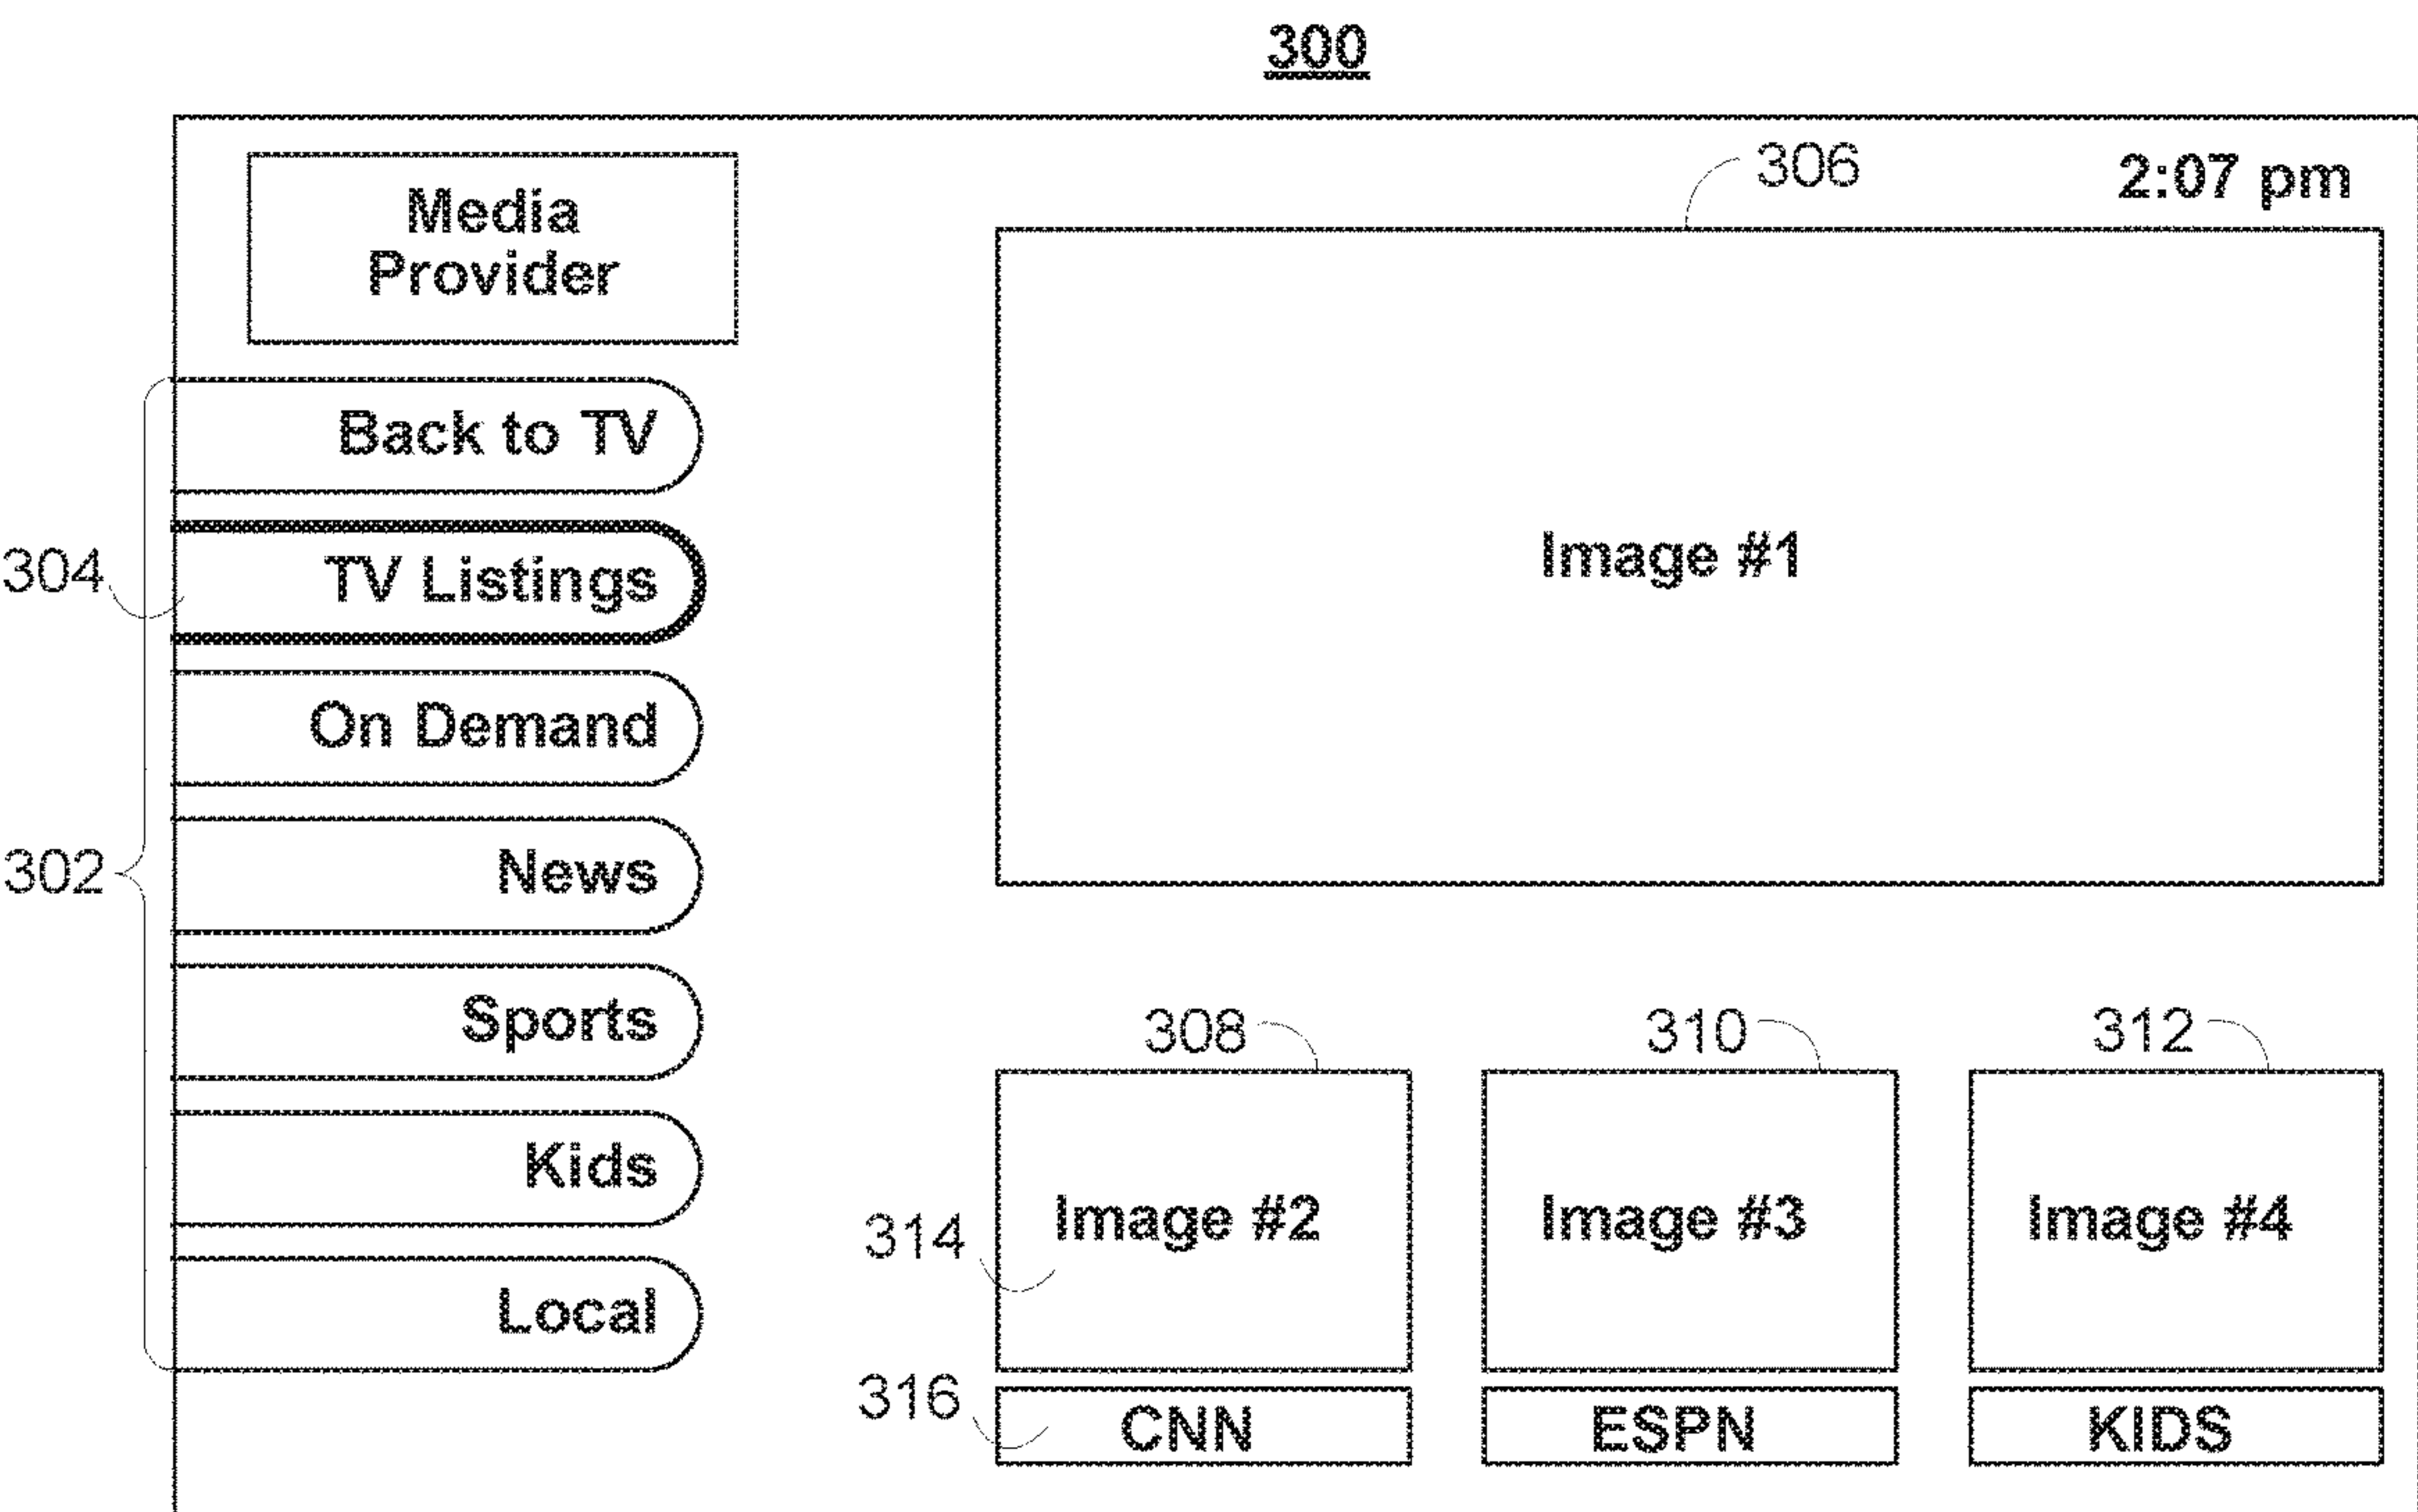 300
306
2:07 pm
Media
Provider
Back to TV
Image #1
304
TV Listings
On Demand
302
News
Sports
308
310
312
Kids
314
Image #2
Image #3
Image #4
Local
316
CNN
ESPN
KIDS